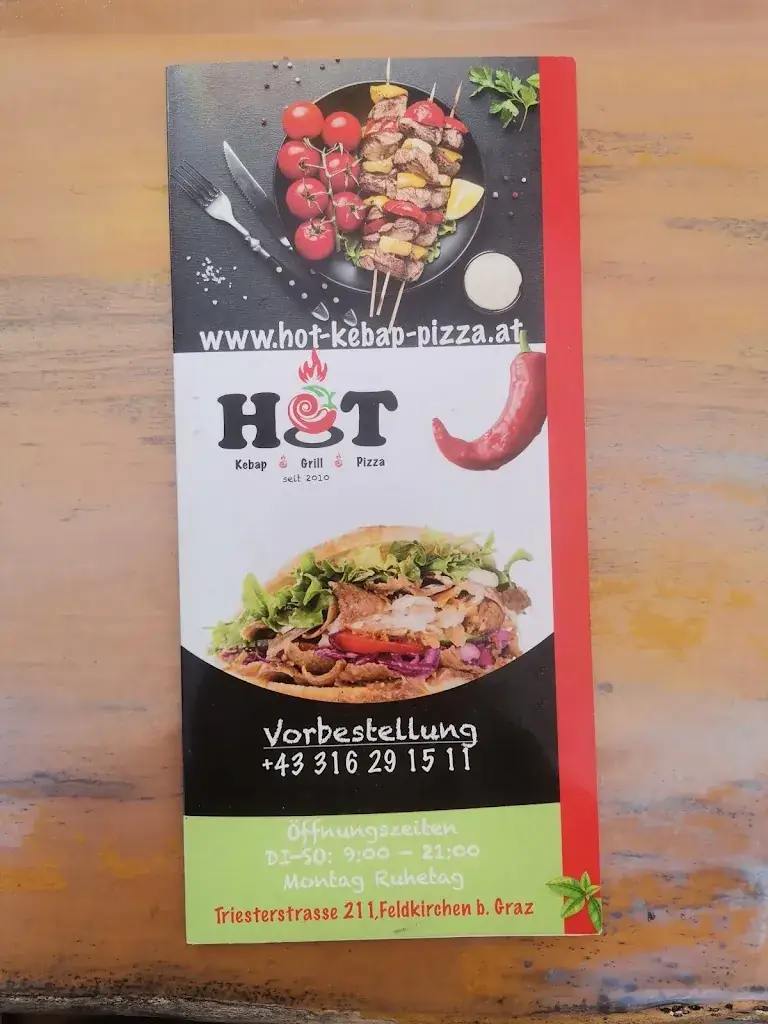 www.hot-kebap-pizza.at
HOT
Kebap Grill Pizza
seit 2010
Vorbestellung
+43 316 29 15 11
Öffnungszeiten
DI-SO: 9:00 - 21:00
Montag Ruhetag
Triesterstrasse 211,Feldkirchen b. Graz